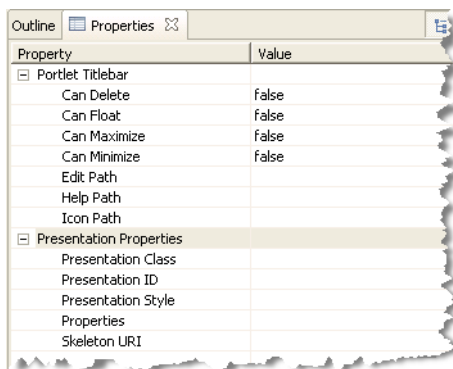 Outline Properties
Property Value
Portlet Titlebar
Can Delete false
Can Float false
Can Maximize false
Can Minimize false
Edit Path
Help Path
Icon Path
Presentation Properties
Presentation Class
Presentation ID
Presentation Style
Properties
Skeleton URI